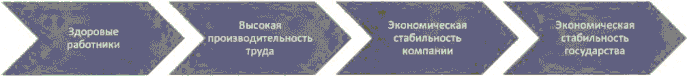 Здоровые
работники
Высокая
производительность
труда
Экономическая
стабильность
компании
Экономическая
стабильность
государства